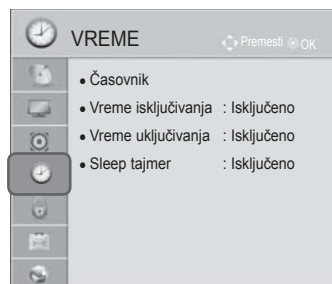 VREME
Premesti OK
• Časovnik
• Vreme isključivanja : Isključeno
• Vreme uključivanja : Isključeno
• Sleep tajmer : Isključeno